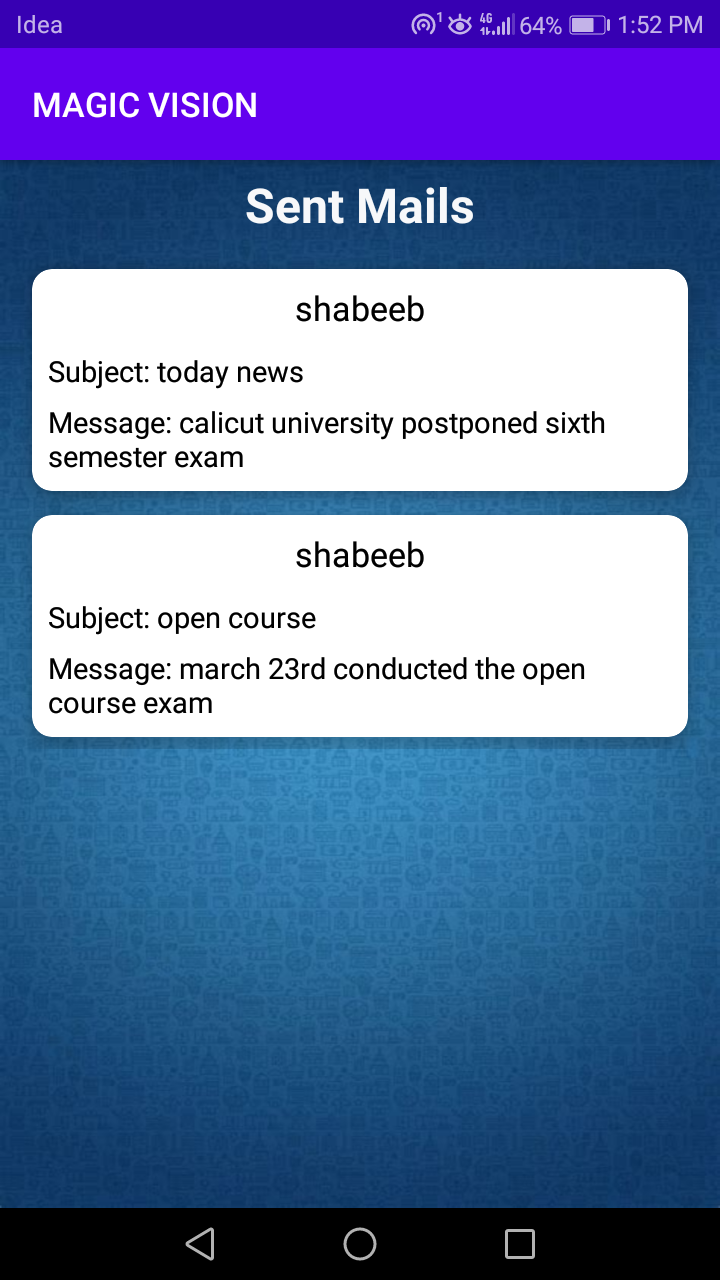 Idea 1 4G 64% 1:52 PM
MAGIC VISION
Sent Mails
shabeeb
Subject: today news
Message: calicut university postponed sixth
semester exam
shabeeb
Subject: open course
Message: march 23rd conducted the open
course exam